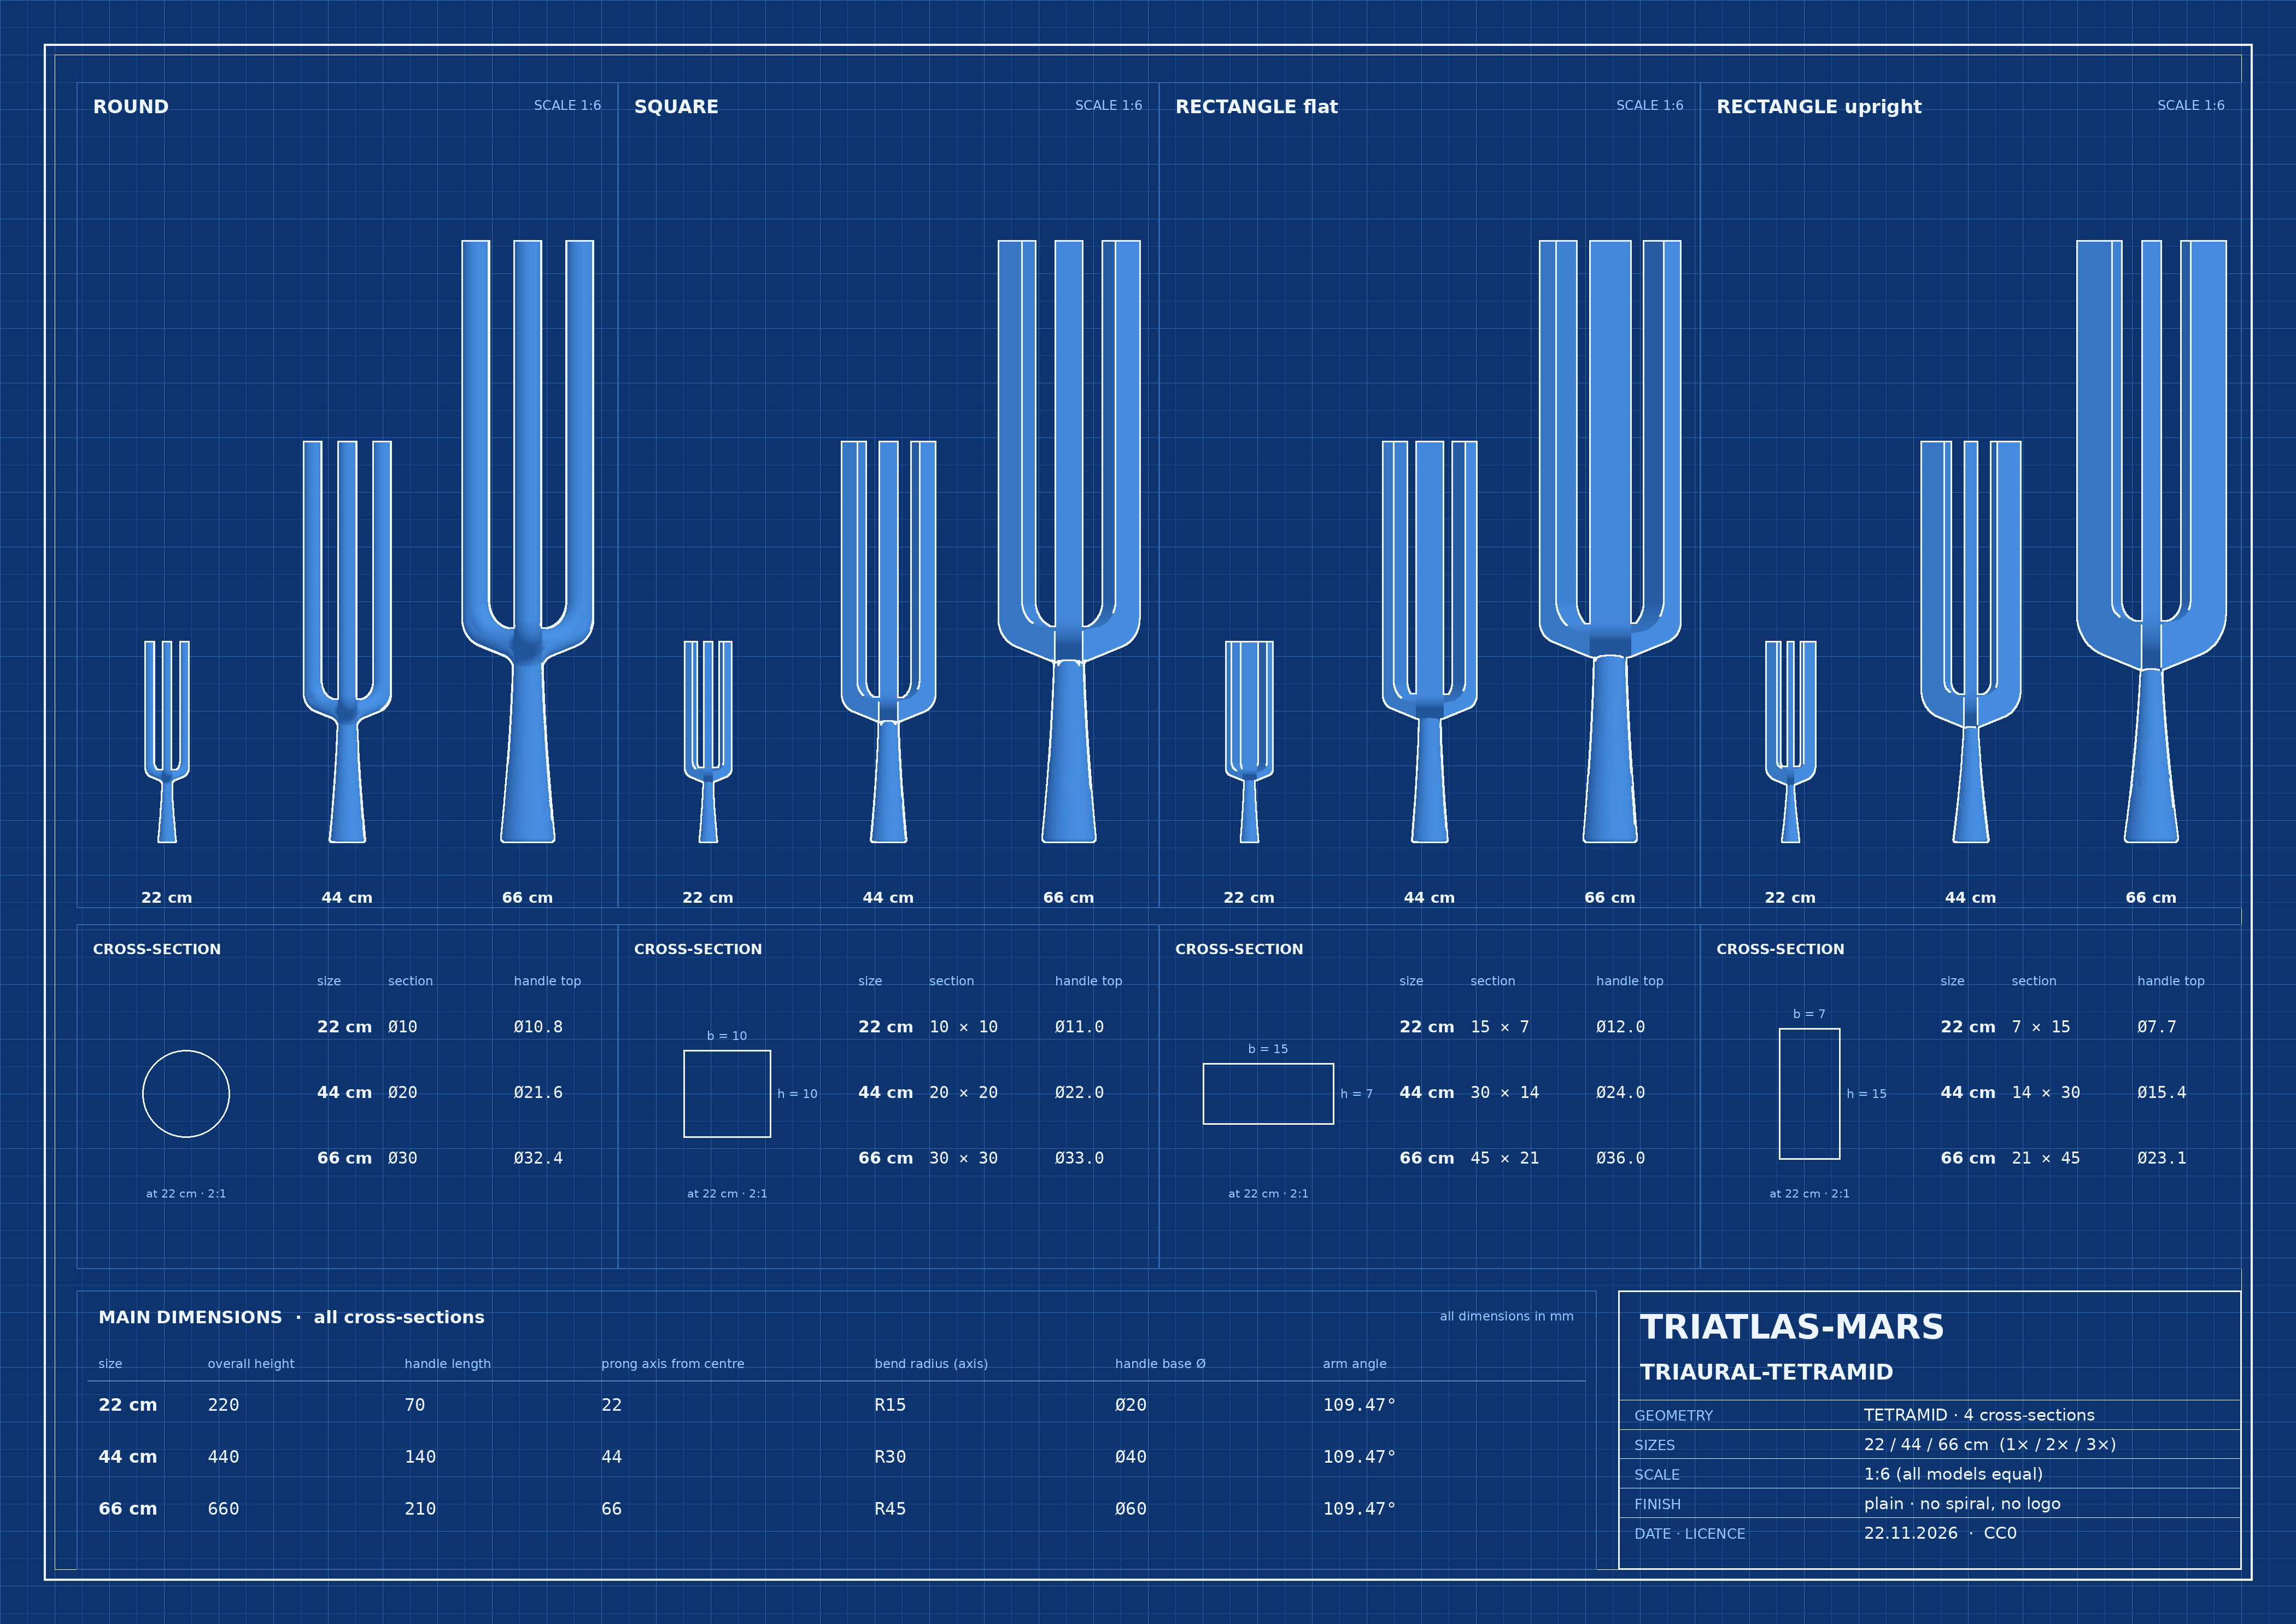 ROUND SCALE 1:6
SQUARE SCALE 1:6
RECTANGLE flat SCALE 1:6
RECTANGLE upright SCALE 1:6
22 cm 44 cm 66 cm
22 cm 44 cm 66 cm
22 cm 44 cm 66 cm
22 cm 44 cm 66 cm
CROSS-SECTION
size section handle top
22 cm Ø10 Ø10.8
44 cm Ø20 Ø21.6
66 cm Ø30 Ø32.4
at 22 cm · 2:1
CROSS-SECTION
size section handle top
b = 10
h = 10
22 cm 10 × 10 Ø11.0
44 cm 20 × 20 Ø22.0
66 cm 30 × 30 Ø33.0
at 22 cm · 2:1
CROSS-SECTION
size section handle top
b = 15
h = 7
22 cm 15 × 7 Ø12.0
44 cm 30 × 14 Ø24.0
66 cm 45 × 21 Ø36.0
at 22 cm · 2:1
CROSS-SECTION
size section handle top
b = 7
h = 15
22 cm 7 × 15 Ø7.7
44 cm 14 × 30 Ø15.4
66 cm 21 × 45 Ø23.1
at 22 cm · 2:1
MAIN DIMENSIONS · all cross-sections all dimensions in mm
size overall height handle length prong axis from centre bend radius (axis) handle base Ø arm angle
22 cm 220 70 22 R15 Ø20 109.47°
44 cm 440 140 44 R30 Ø40 109.47°
66 cm 660 210 66 R45 Ø60 109.47°
TRIATLAS-MARS
TRIAURAL-TETRAMID
GEOMETRY TETRAMID · 4 cross-sections
SIZES 22 / 44 / 66 cm (1× / 2× / 3×)
SCALE 1:6 (all models equal)
FINISH plain · no spiral, no logo
DATE · LICENCE 22.11.2026 · CC0